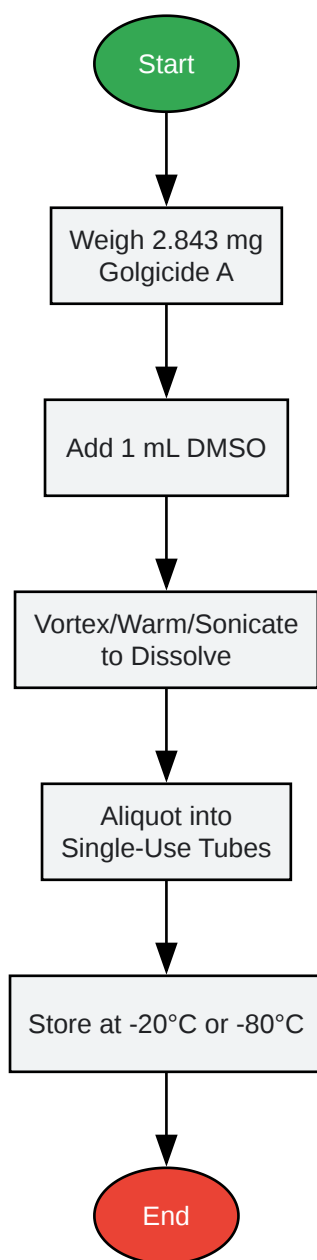 Start
Weigh 2.843 mg
Golgicide A
Add 1 mL DMSO
Vortex/Warm/Sonicate
to Dissolve
Aliquot into
Single-Use Tubes
Store at -20°C or -80°C
End